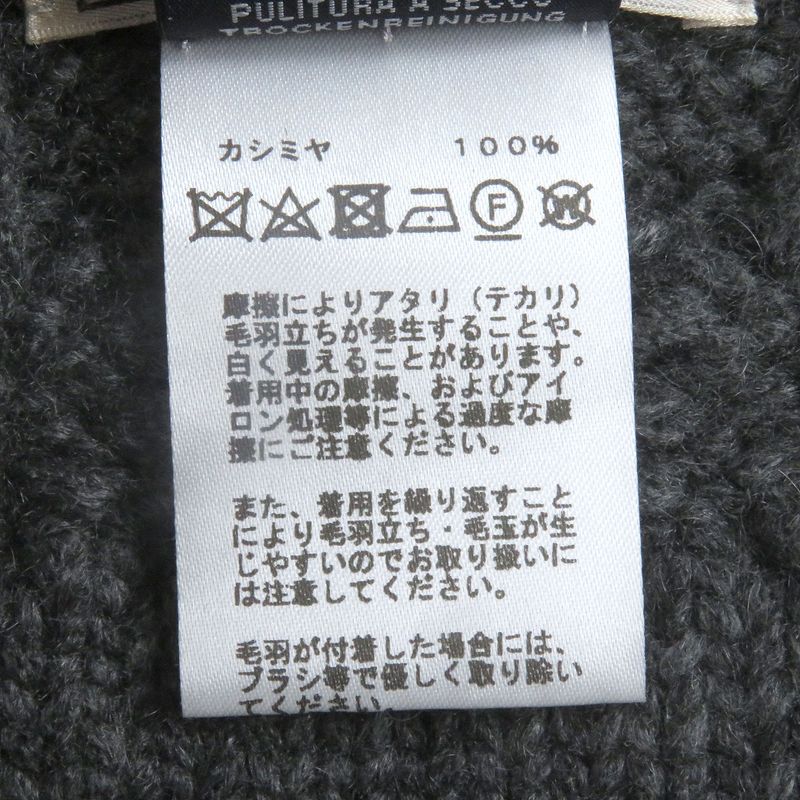 PULITURA A SECCO
TROCKENREINIGUNG
カシミヤ 100%
F
W
摩擦によりアタリ（テカリ）
毛羽立ちが発生することや、
白く見えることがあります。
着用中の摩擦、およびアイ
ロン処理等による過度な摩
擦にご注意ください。
また、着用を繰り返すこと
により毛羽立ち・毛玉が生
じやすいのでお取り扱いに
は注意してください。
毛羽が付着した場合には、
ブラシ等で優しく取り除い
てください。